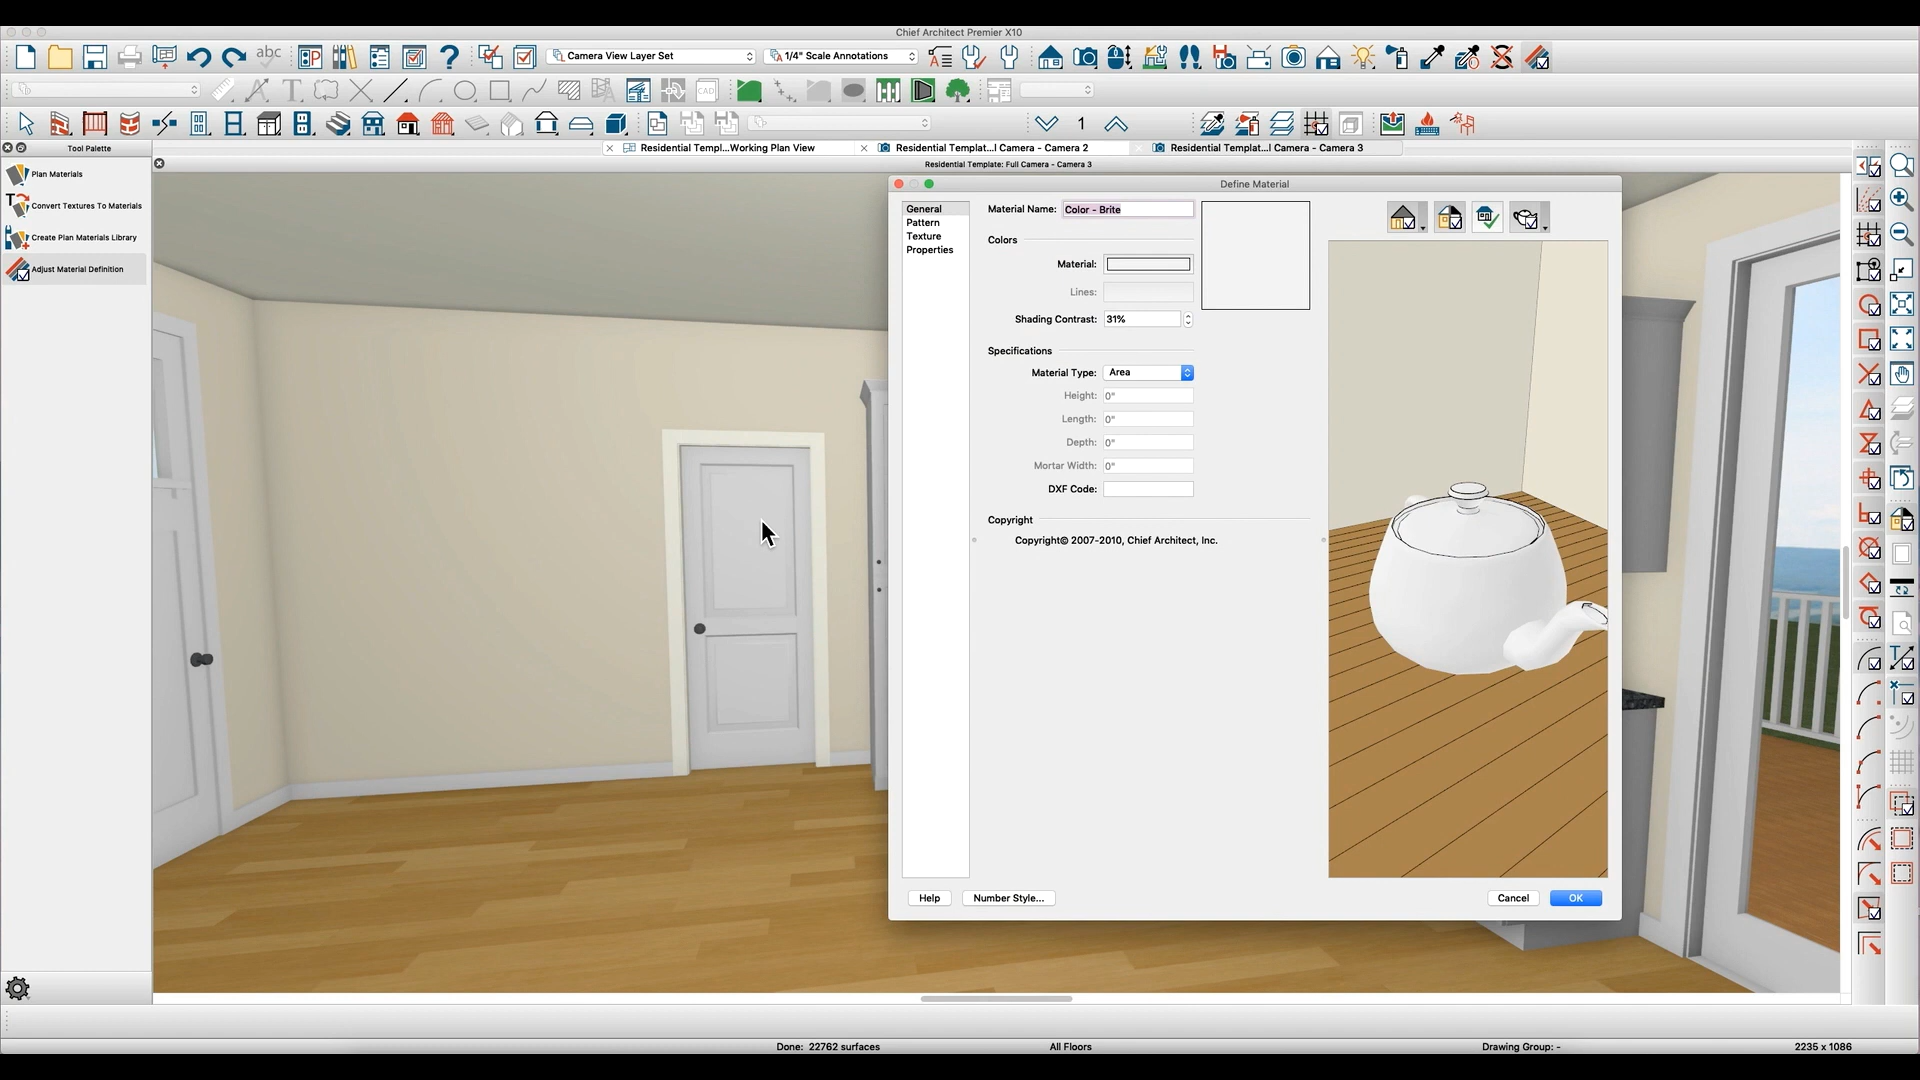 Chief Architect Premier X10
abc
Camera View Layer Set
1/4" Scale Annotations
CAD
1
Tool Palette
Residential Templ...Working Plan View
Residential Templat...l Camera - Camera 2
Residential Templat...l Camera - Camera 3
Residential Template: Full Camera - Camera 3
Plan Materials
Convert Textures To Materials
Create Plan Materials Library
Adjust Material Definition
Define Material
General
Pattern
Texture
Properties
Material Name: Color - Brite
Colors
Material:
Lines:
Shading Contrast: 31%
Specifications
Material Type: Area
Height: 0"
Length: 0"
Depth: 0"
Mortar Width: 0"
DXF Code:
Copyright
Copyright© 2007-2010, Chief Architect, Inc.
Help
Number Style...
Cancel
OK
Done: 22762 surfaces
All Floors
Drawing Group: -
2235 x 1086